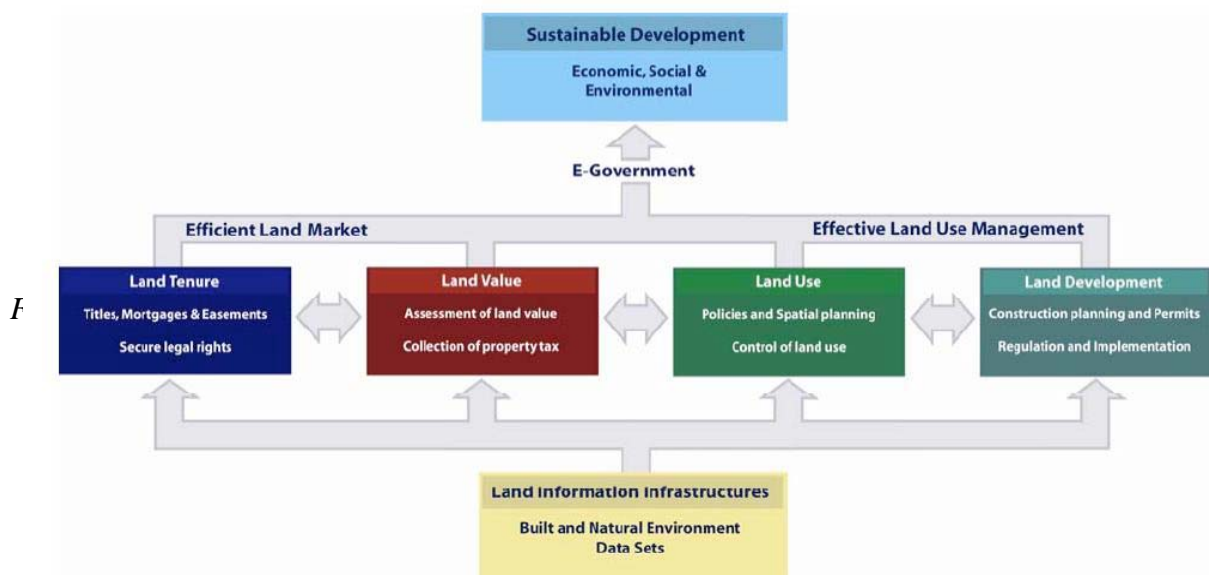 Sustainable Development
Economic, Social &
Environmental
E-Government
Efficient Land Market
Effective Land Use Management
Land Tenure
Titles, Mortgages & Easements
Secure legal rights
Land Value
Assessment of land value
Collection of property tax
Land Use
Policies and Spatial planning
Control of land use
Land Development
Construction planning and Permits
Regulation and Implementation
Land Information Infrastructures
Built and Natural Environment
Data Sets